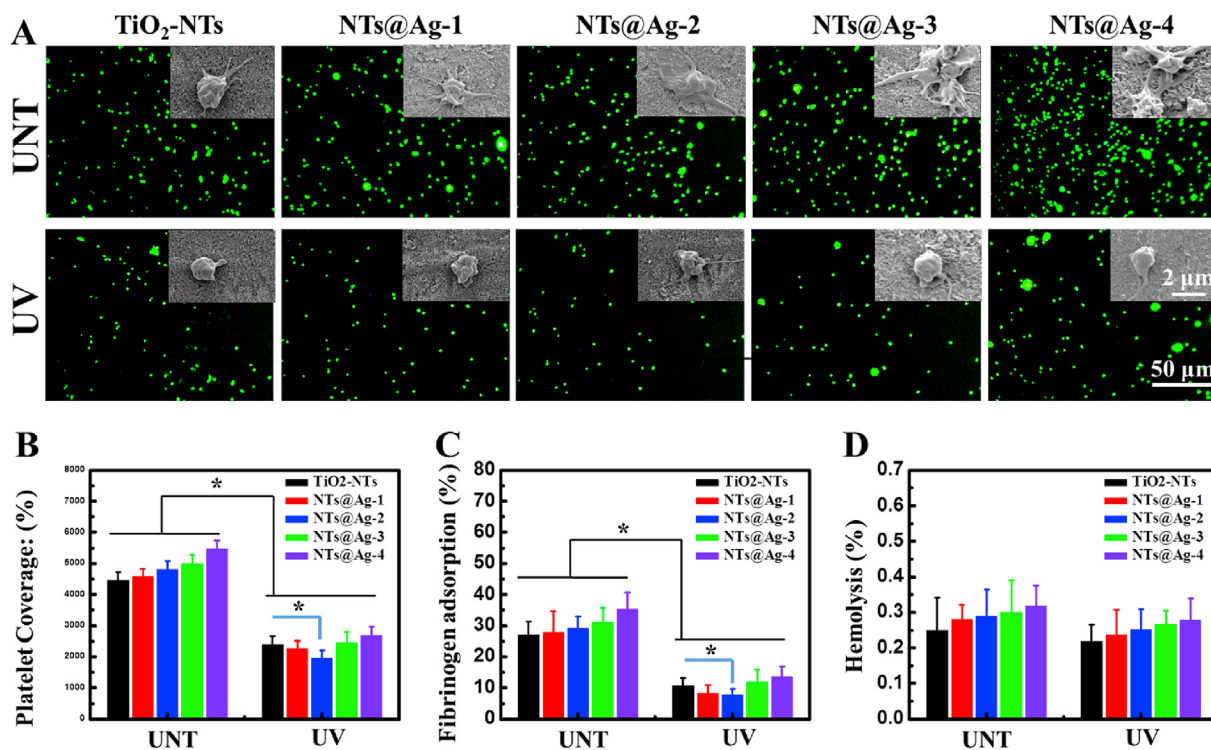 A
TiO2-NTs NTs@Ag-1 NTs@Ag-2 NTs@Ag-3 NTs@Ag-4
UNT
UV
2 μm
50 μm
B
Platelet Coverage: (%)
8000
7000
6000
5000
4000
3000
2000
1000
0
*
*
TiO2-NTs
NTs@Ag-1
NTs@Ag-2
NTs@Ag-3
NTs@Ag-4
UNT UV
C
Fibrinogen adsorption (%)
80
70
60
50
40
30
20
10
0
*
*
TiO2-NTs
NTs@Ag-1
NTs@Ag-2
NTs@Ag-3
NTs@Ag-4
UNT UV
D
Hemolysis (%)
0.7
0.6
0.5
0.4
0.3
0.2
0.1
0.0
TiO2-NTs
NTs@Ag-1
NTs@Ag-2
NTs@Ag-3
NTs@Ag-4
UNT UV